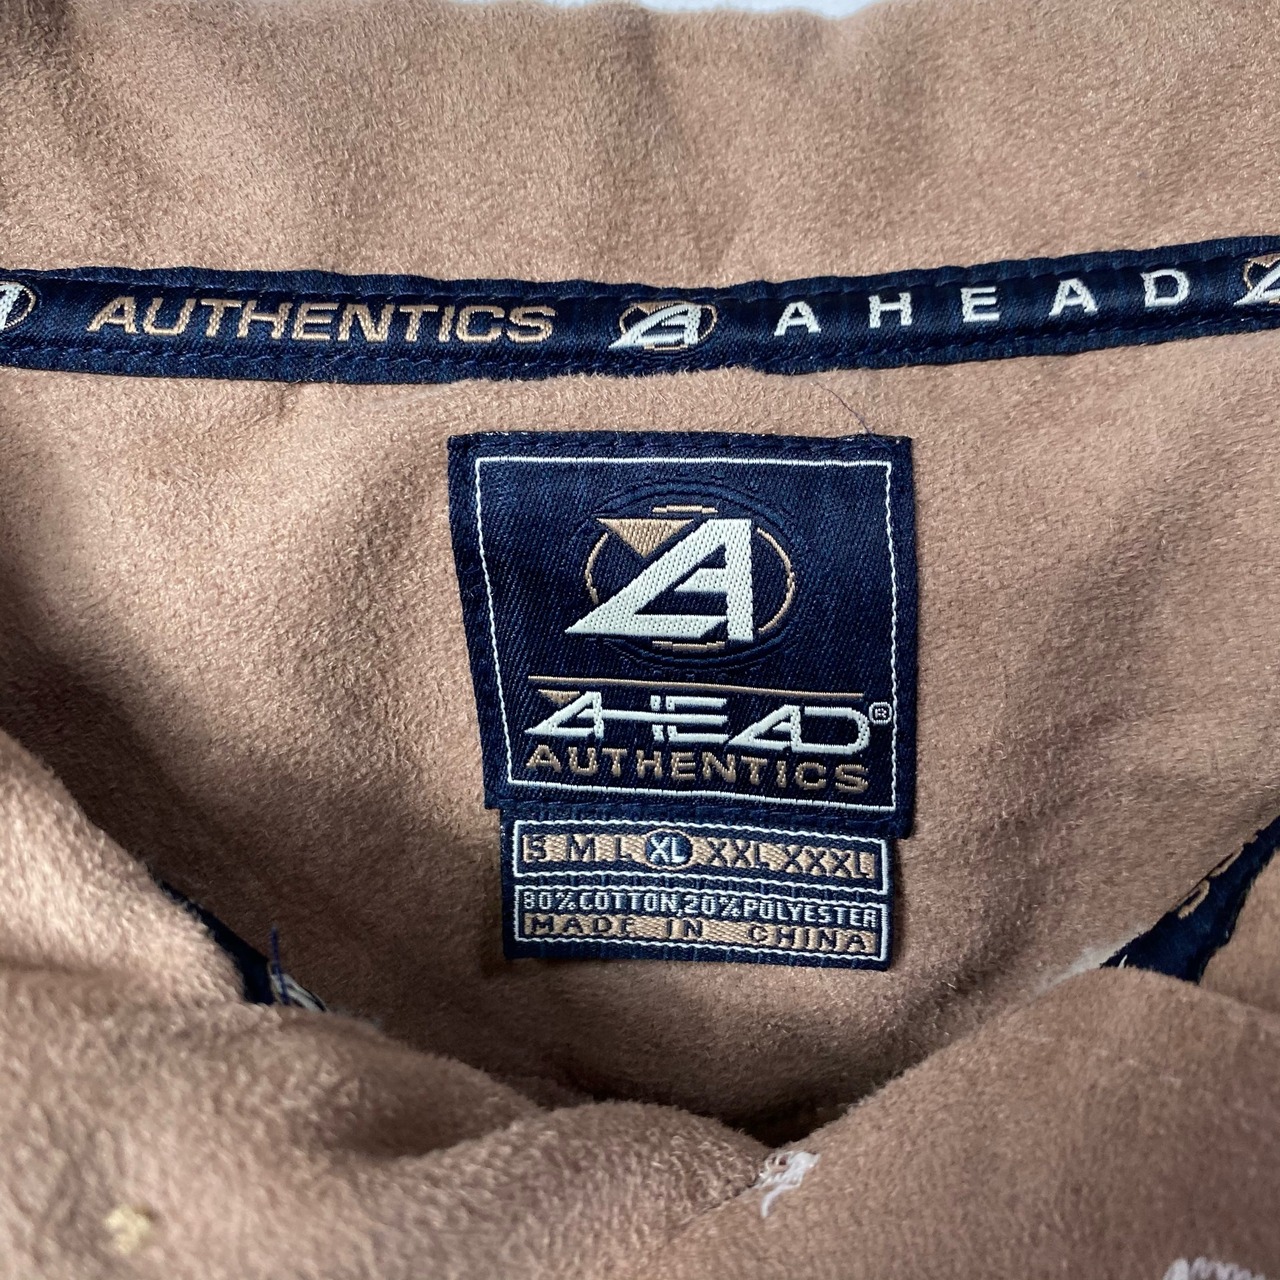 AUTHENTICS A AHEAD
A
AHEAD®
AUTHENTICS
S M L XL XXL XXXL
80%COTTON,20%POLYESTER
MADE IN CHINA